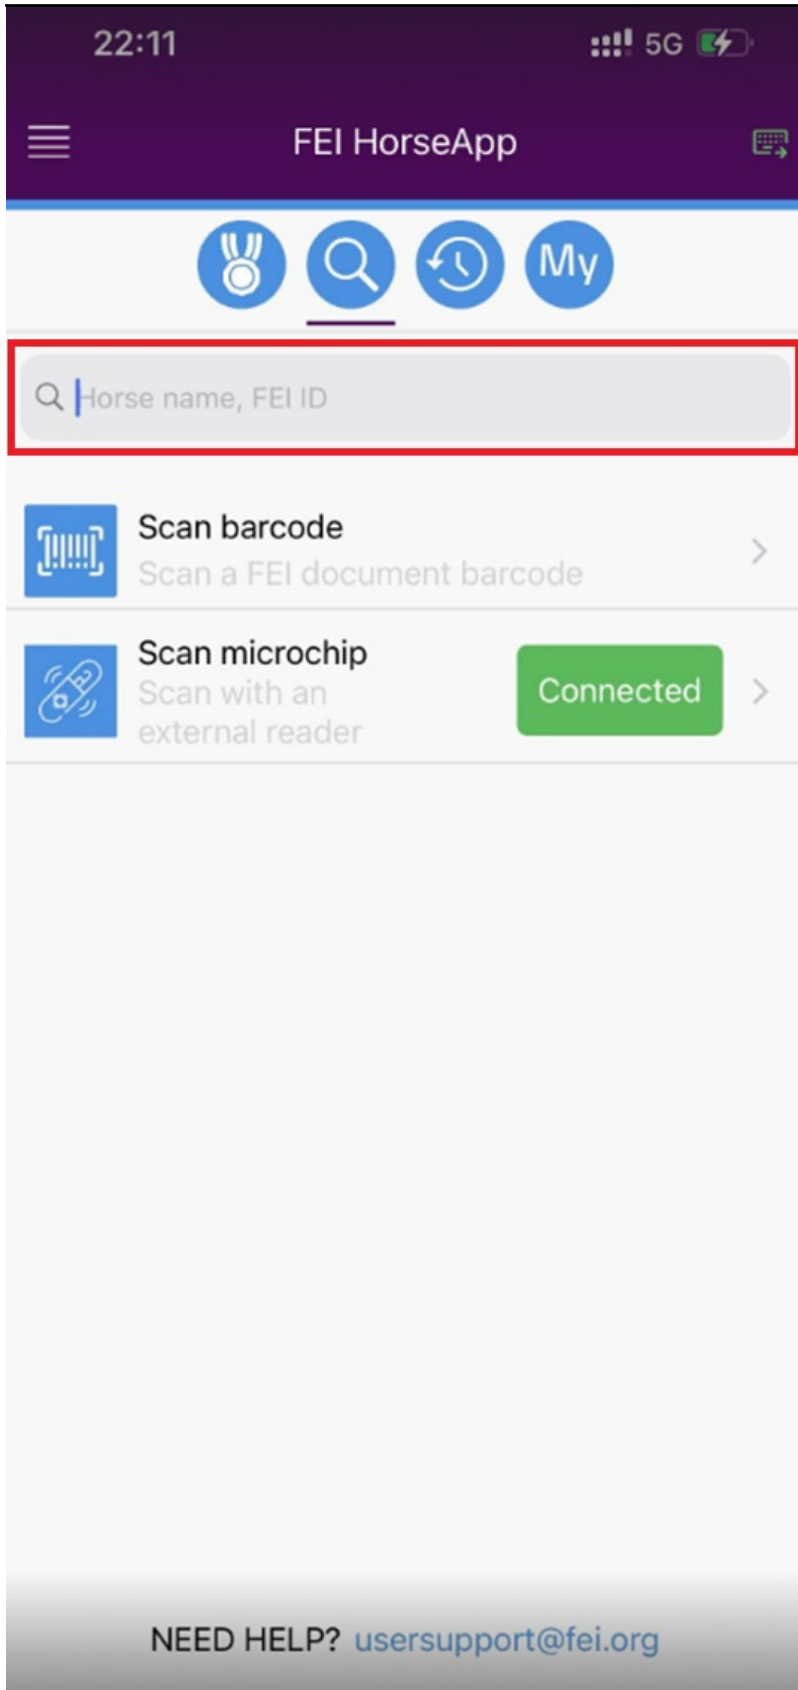 22:11 5G
FEI HorseApp
My
Horse name, FEI ID
Scan barcode
Scan a FEI document barcode
Scan microchip
Scan with an
external reader
Connected
NEED HELP? usersupport@fei.org